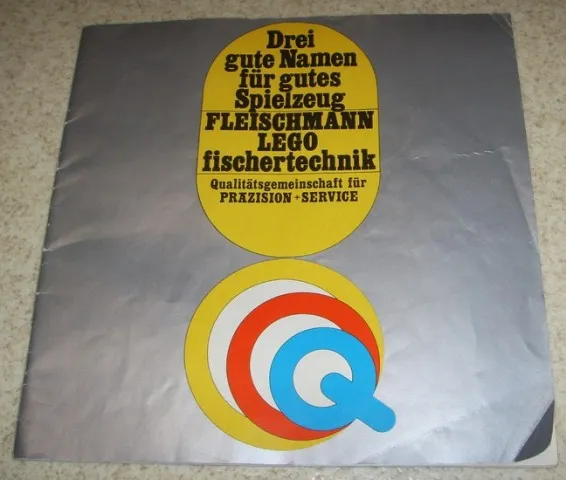 Drei
gute Namen
für gutes
Spielzeug
FLEISCHMANN
LEGO
fischertechnik
Qualitätsgemeinschaft für
PRÄZISION + SERVICE